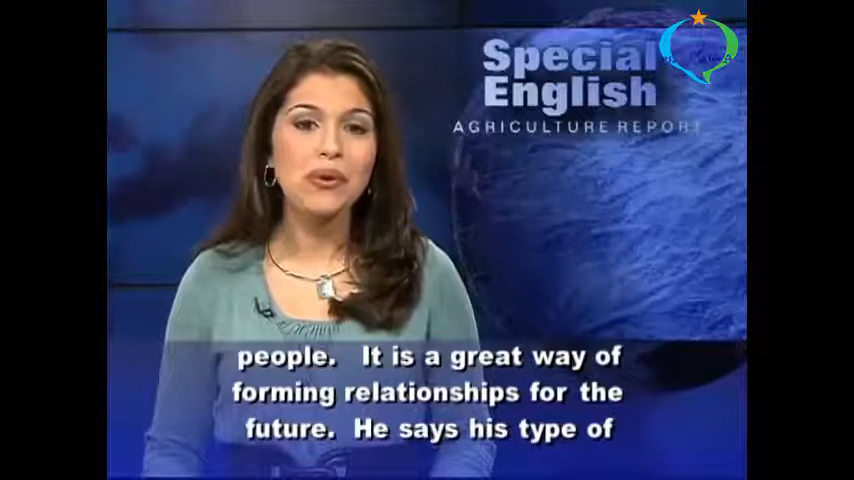 Special
English
AGRICULTURE REPORT
people. It is a great way of
forming relationships for the
future. He says his type of